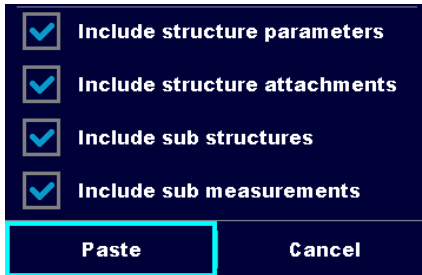 Include structure parameters
Include structure attachments
Include sub structures
Include sub measurements
Paste Cancel